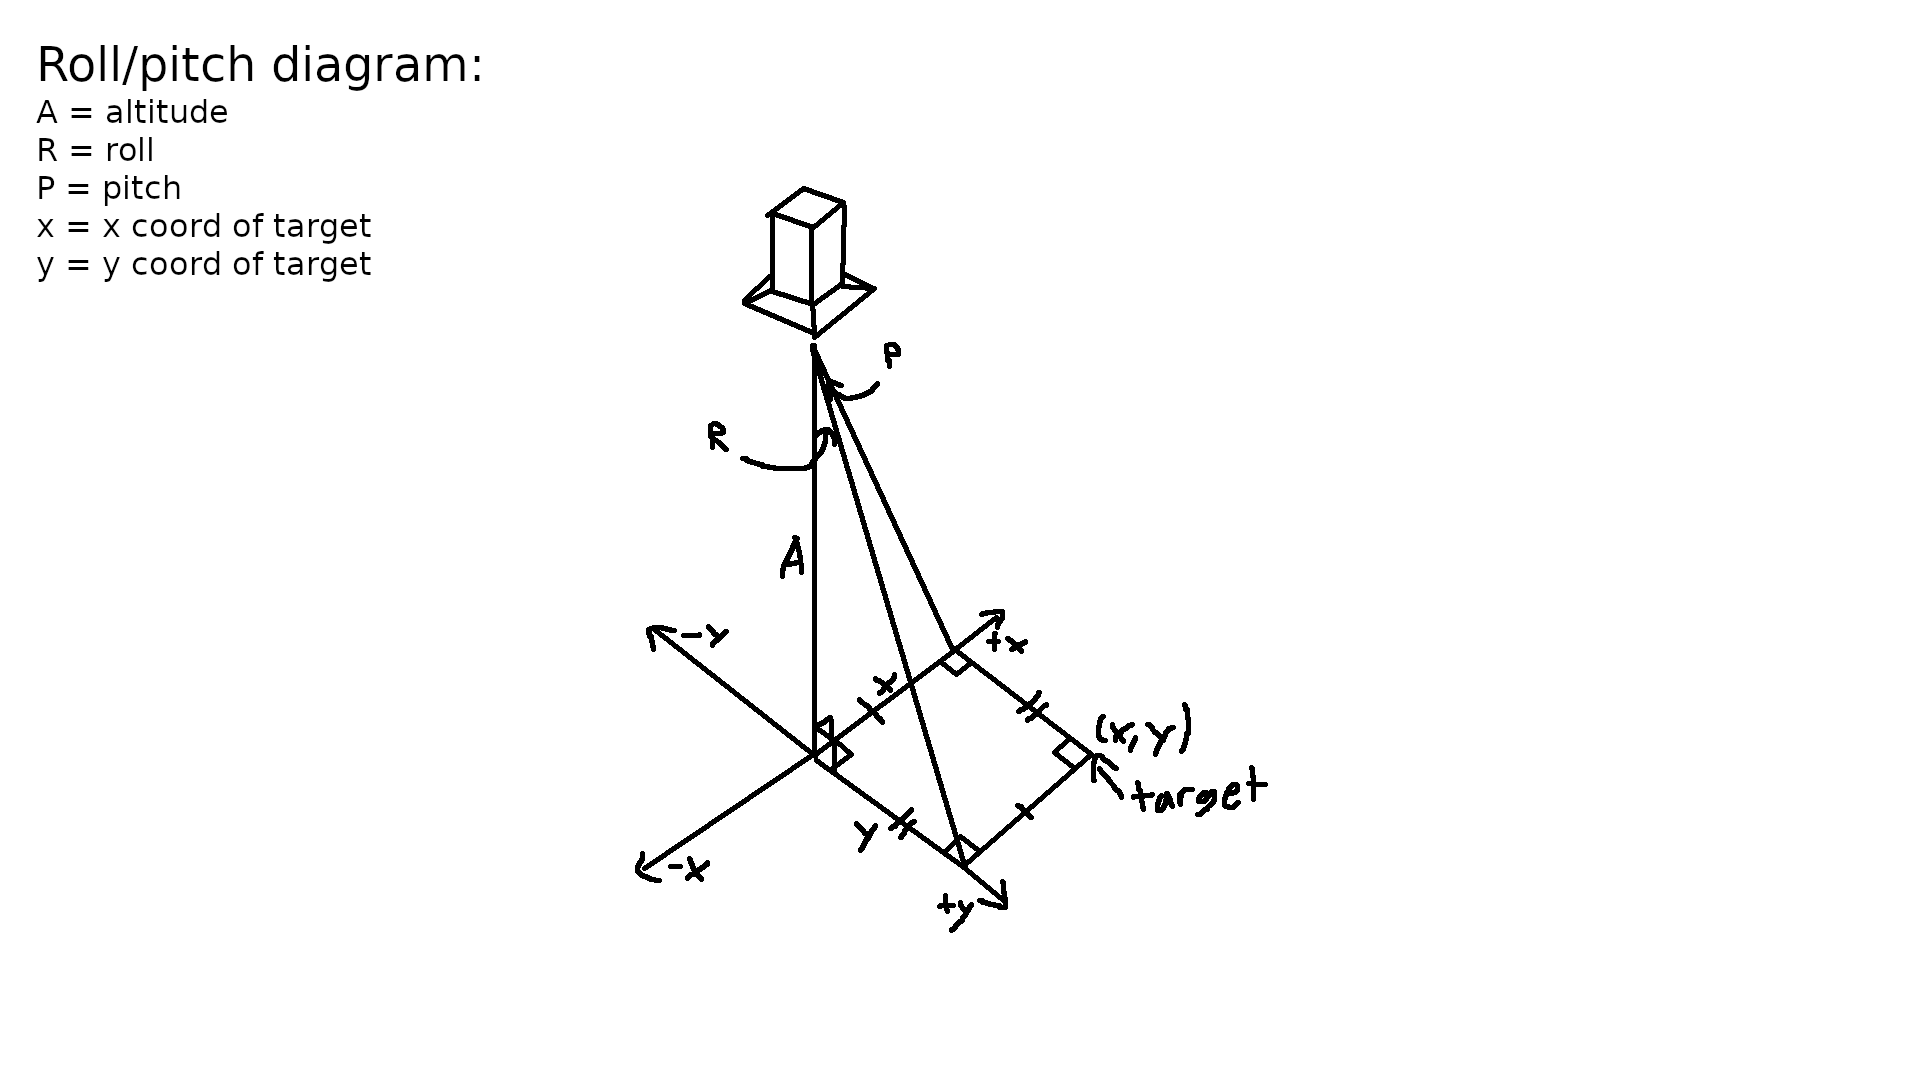 Roll/pitch diagram:
A = altitude
R = roll
P = pitch
x = x coord of target
y = y coord of target
P
R
A
-y
+x
x
(x,y)
target
y
-x
+y